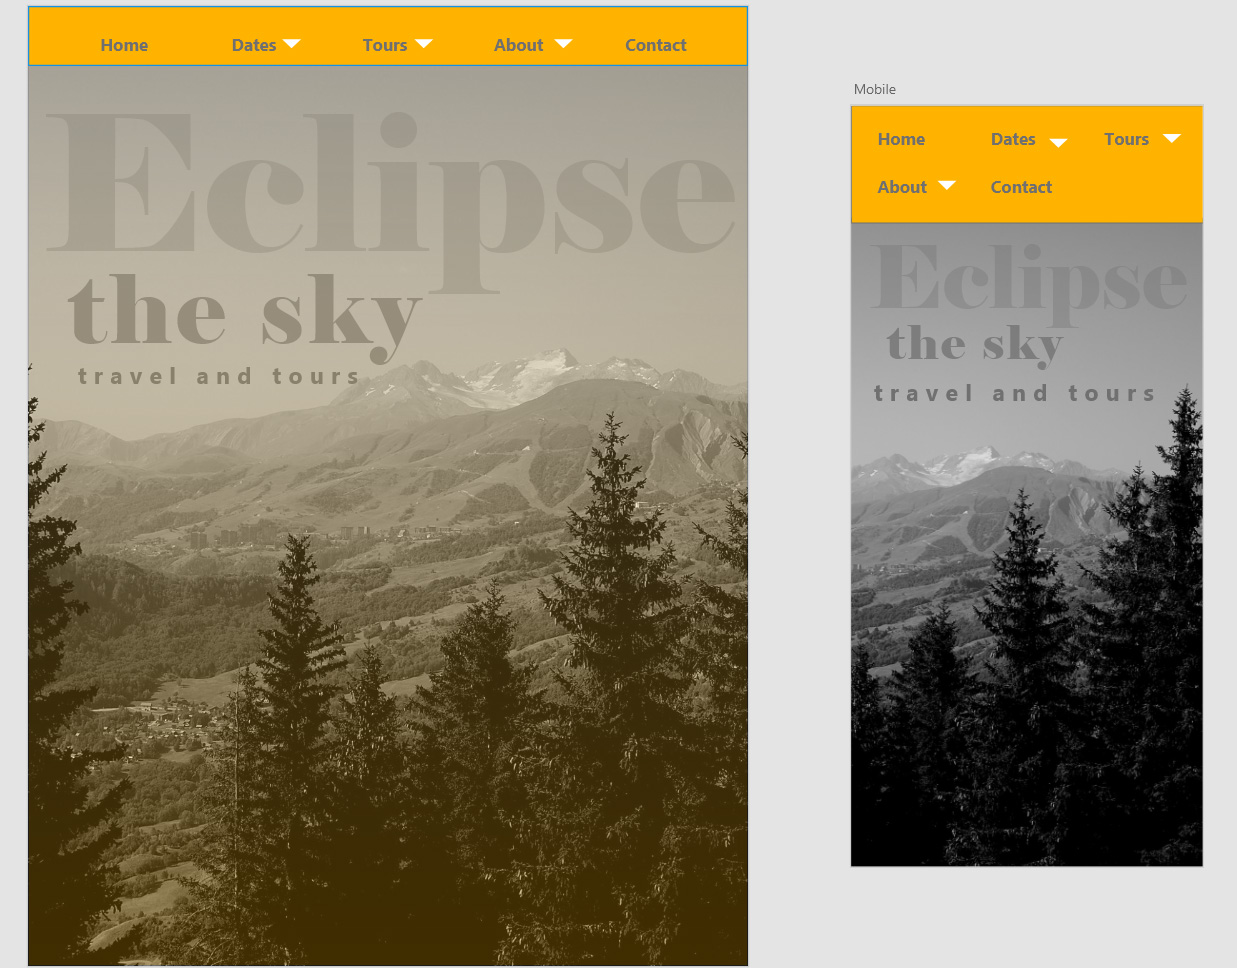 Home Dates Tours About Contact
Eclipse
the sky
travel and tours
Mobile
Home Dates Tours
About Contact
Eclipse
the sky
travel and tours